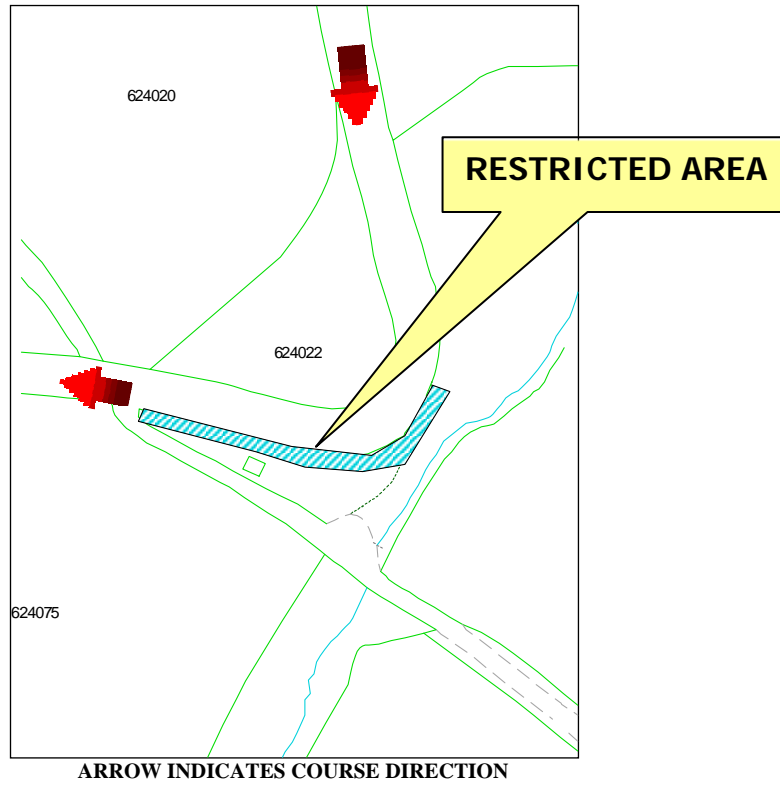 624020
RESTRICTED AREA
624022
624075
ARROW INDICATES COURSE DIRECTION